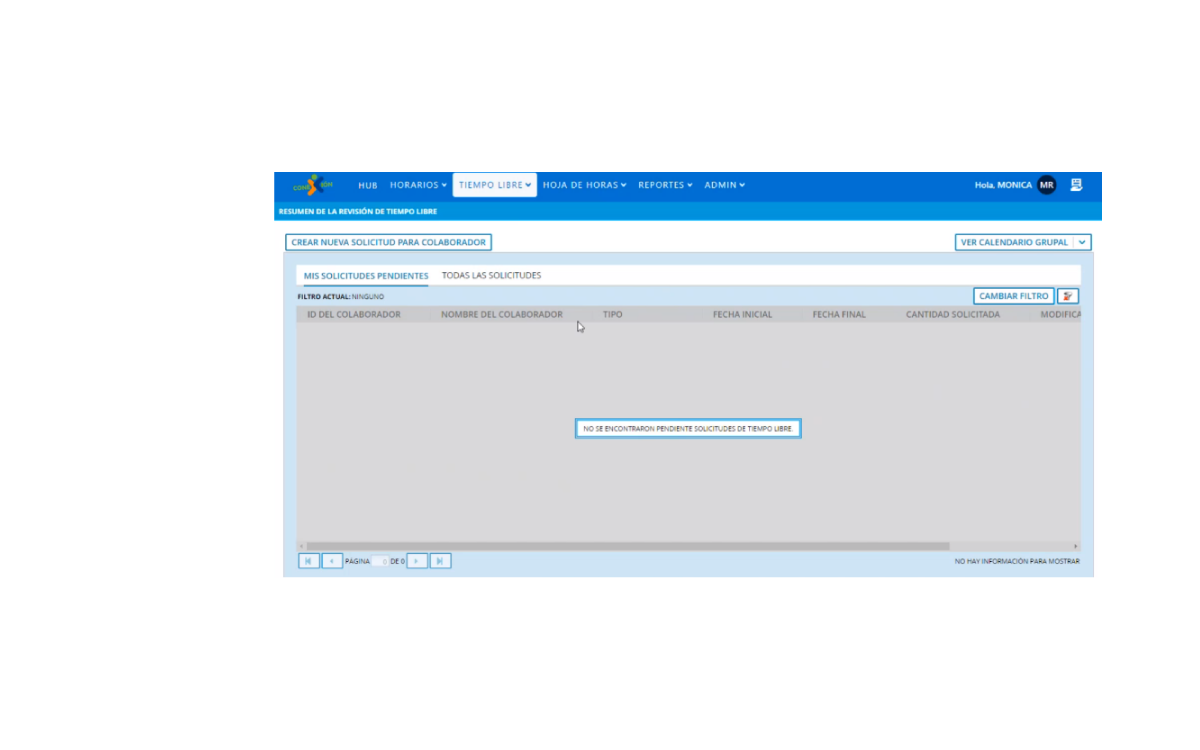 HUB HORARIOS TIEMPO LIBRE HOJA DE HORAS REPORTES ADMIN Hola, MONICA MR
RESUMEN DE LA REVISIÓN DE TIEMPO LIBRE
CREAR NUEVA SOLICITUD PARA COLABORADOR VER CALENDARIO GRUPAL
MIS SOLICITUDES PENDIENTES TODAS LAS SOLICITUDES
FILTRO ACTUAL: NINGUNO CAMBIAR FILTRO
ID DEL COLABORADOR NOMBRE DEL COLABORADOR TIPO FECHA INICIAL FECHA FINAL CANTIDAD SOLICITADA MODIFICA
NO SE ENCONTRARON PENDIENTE SOLICITUDES DE TIEMPO LIBRE.
PÁGINA 0 DE 0 NO HAY INFORMACIÓN PARA MOSTRAR